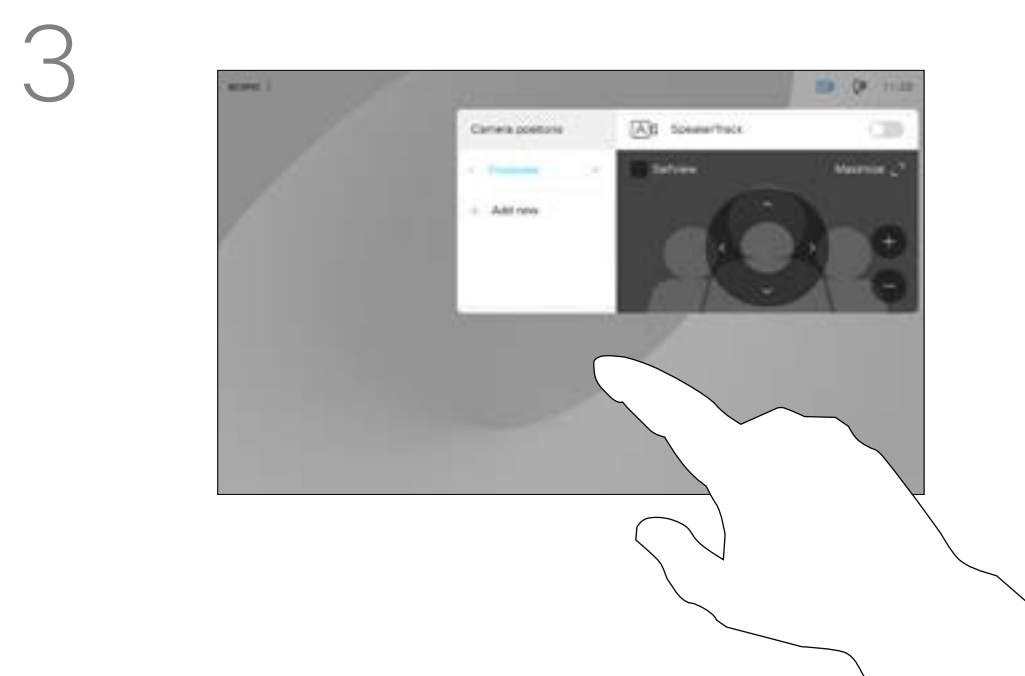 3
Camera positions
SpeakerTrack
Selfview
Maximize
+ Add new